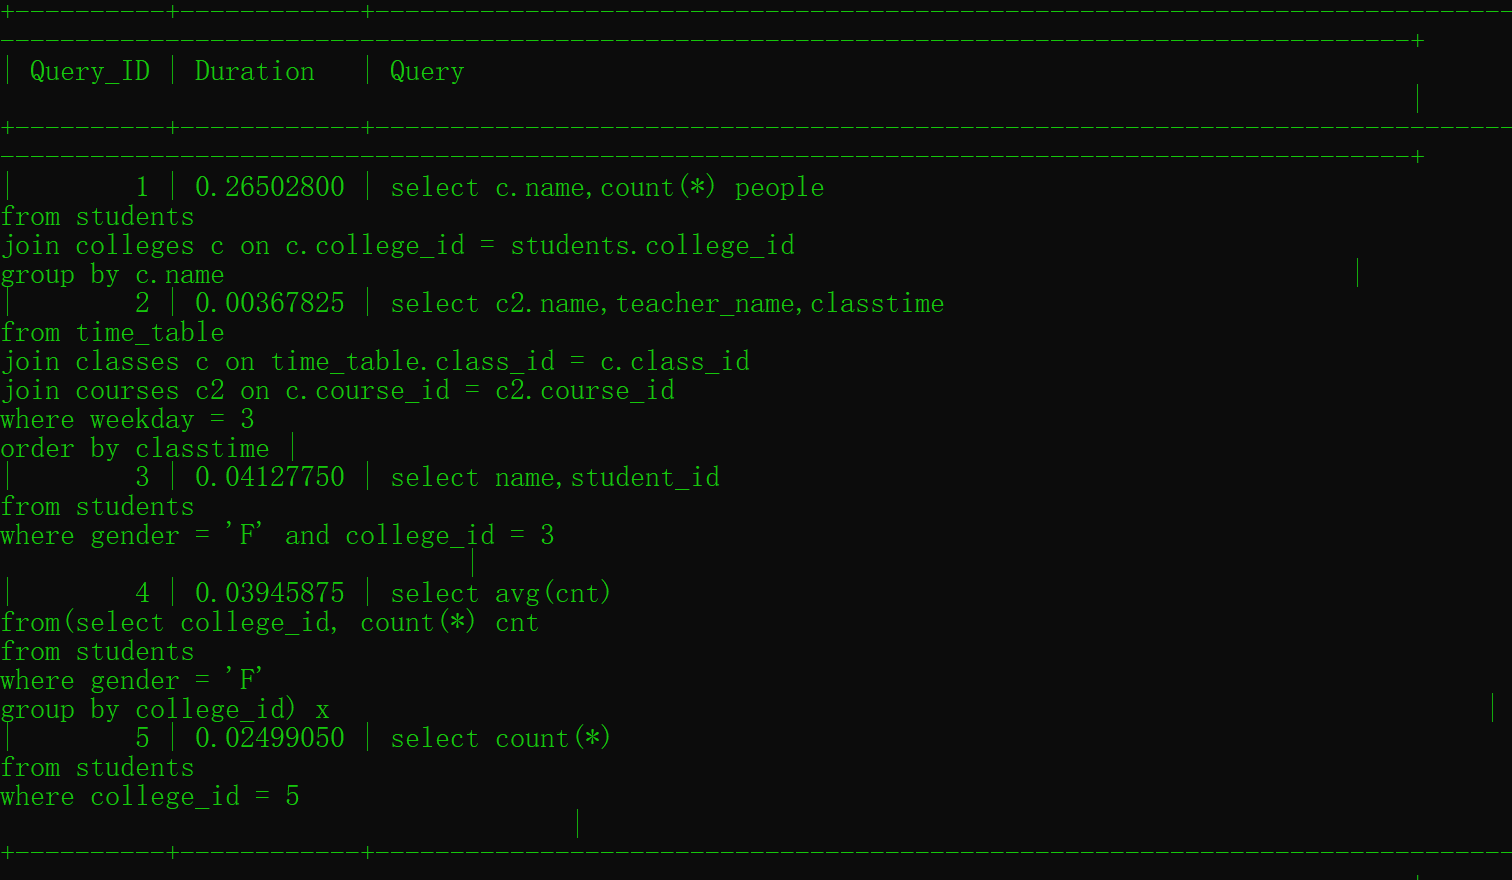 +----------+------------+----------------------------------------------------------------------------
----------------------------------------------------------------------------------------------+
| Query_ID | Duration   | Query
|
+----------+------------+----------------------------------------------------------------------------
----------------------------------------------------------------------------------------------+
|        1 | 0.26502800 | select c.name,count(*) people
from students
join colleges c on c.college_id = students.college_id
group by c.name |
|        2 | 0.00367825 | select c2.name,teacher_name,classtime
from time_table
join classes c on time_table.class_id = c.class_id
join courses c2 on c.course_id = c2.course_id
where weekday = 3
order by classtime |
|        3 | 0.04127750 | select name,student_id
from students
where gender = 'F' and college_id = 3
|
|        4 | 0.03945875 | select avg(cnt)
from(select college_id, count(*) cnt
from students
where gender = 'F'
group by college_id) x |
|        5 | 0.02499050 | select count(*)
from students
where college_id = 5
|
+----------+------------+----------------------------------------------------------------------------